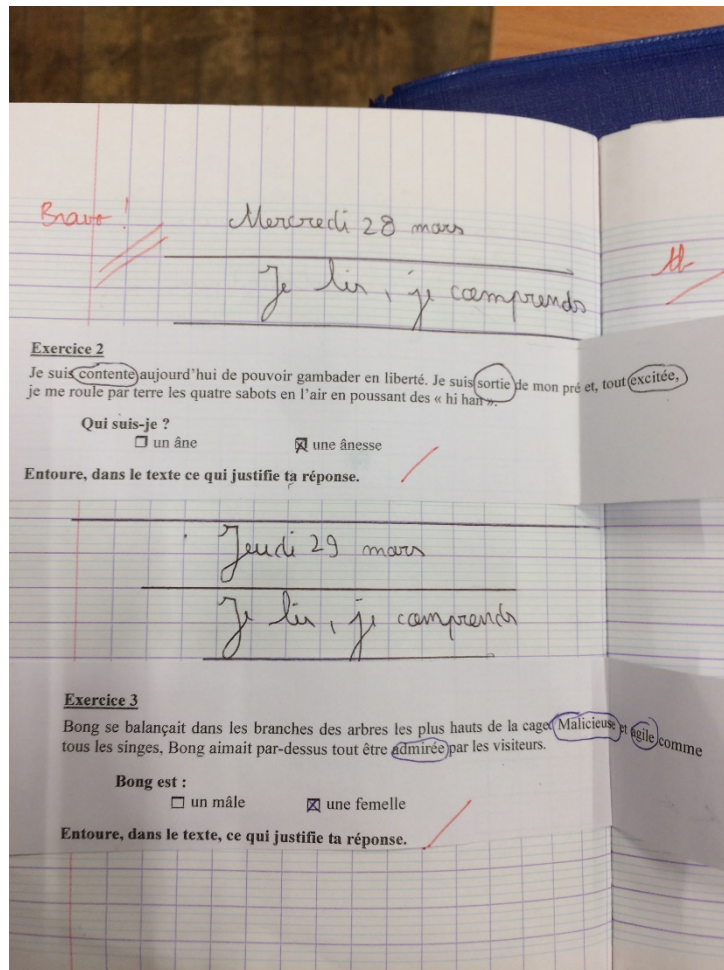 Bravo !
Mercredi 28 mars
Je lis, je comprends
Exercice 2
Je suis contente aujourd'hui de pouvoir gambader en liberté. Je suis sortie de mon pré et, tout excitée,
je me roule par terre les quatre sabots en l'air en poussant des « hi han ».
Qui suis-je ?
☐ un âne ☒ une ânesse
Entoure, dans le texte ce qui justifie ta réponse.
Jeudi 29 mars
Je lis, je comprends
Exercice 3
Bong se balançait dans les branches des arbres les plus hauts de la cage. Malicieuse et agile comme
tous les singes, Bong aimait par-dessus tout être admirée par les visiteurs.
Bong est :
☐ un mâle ☒ une femelle
Entoure, dans le texte, ce qui justifie ta réponse.